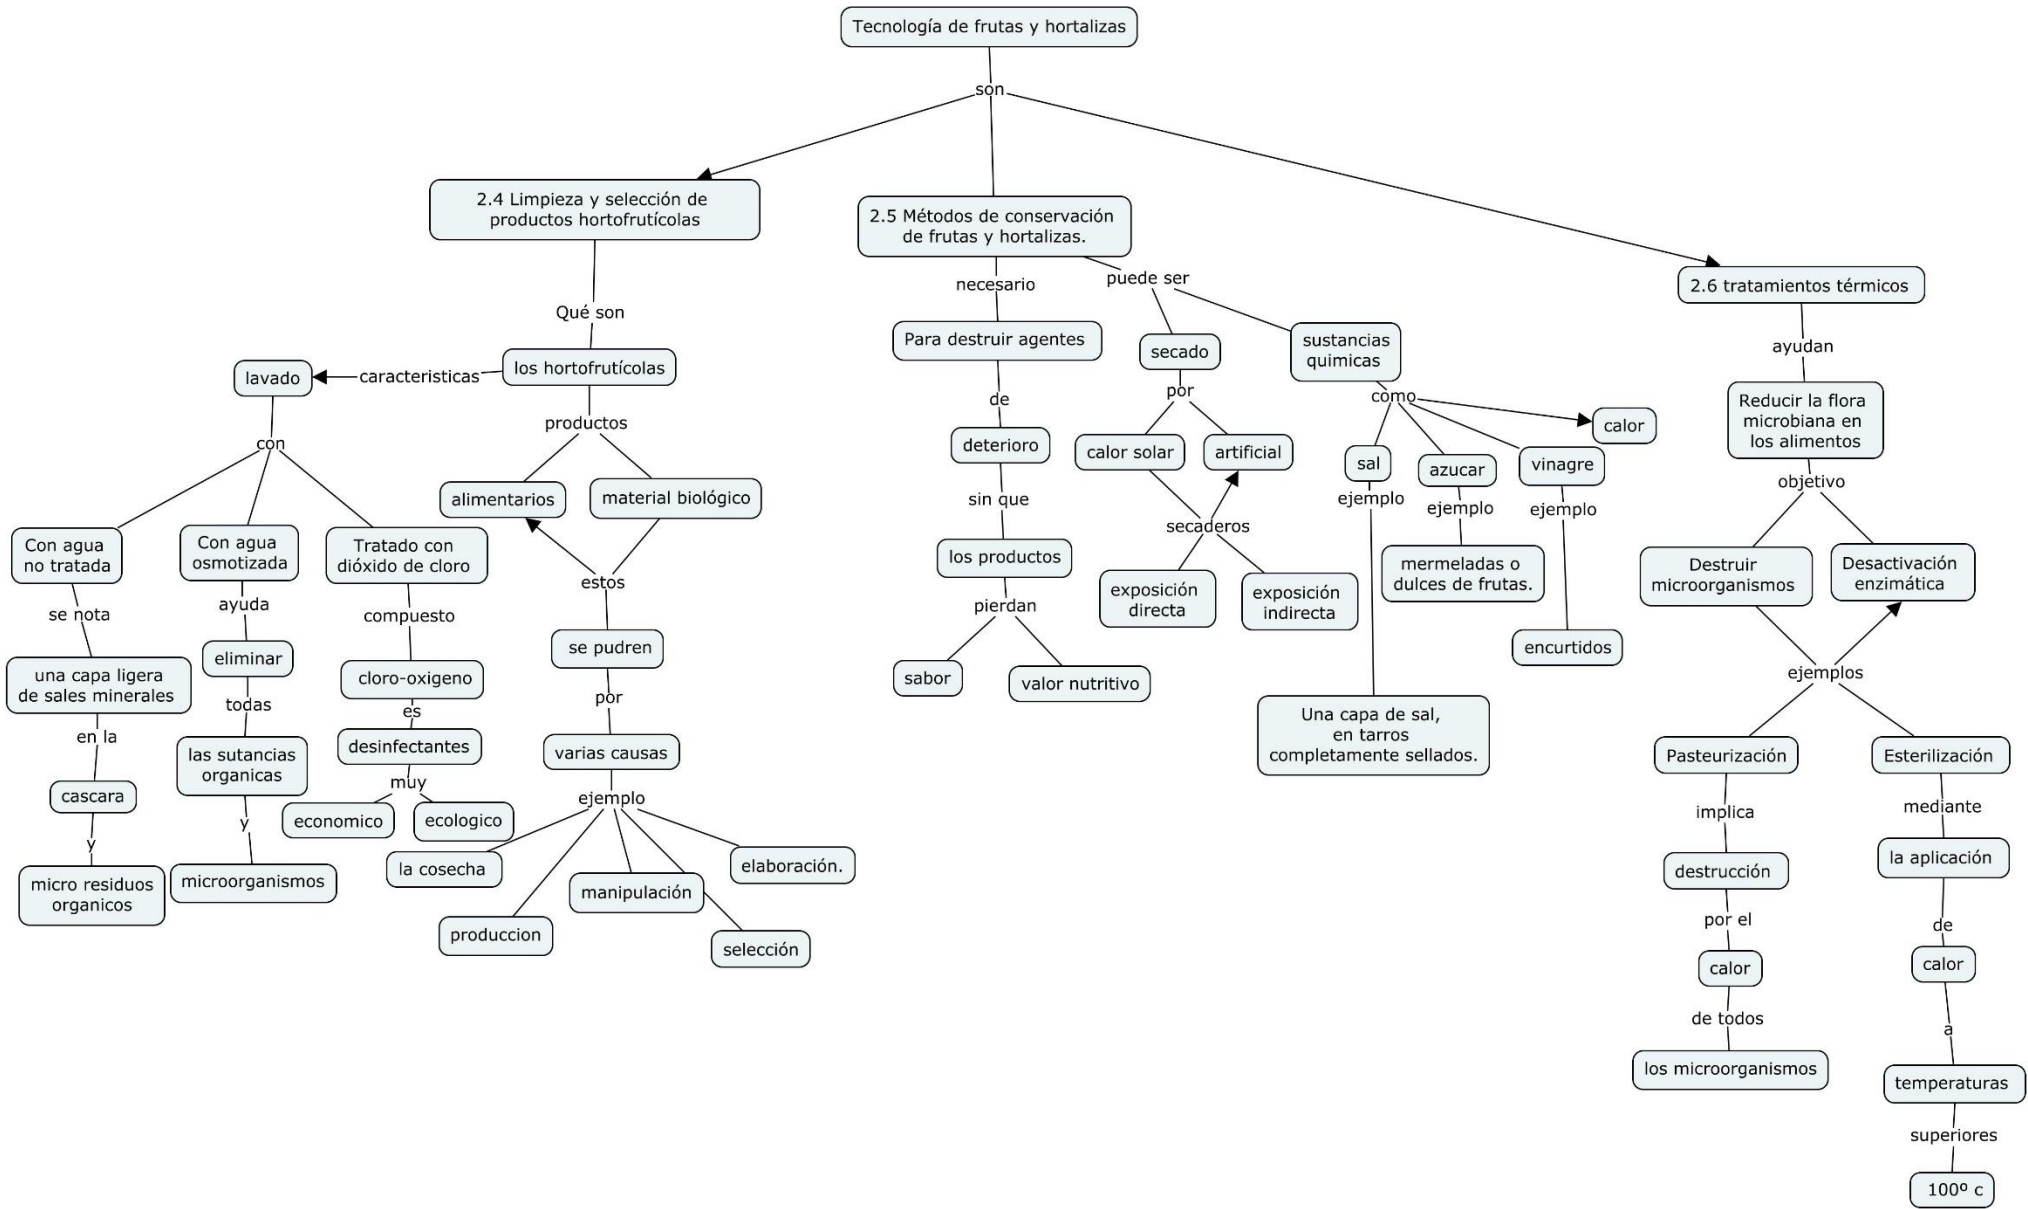 Tecnología de frutas y hortalizas
son
2.4 Limpieza y selección de
productos hortofrutícolas
Qué son
los hortofrutícolas
caracteristicas
lavado
con
Con agua
no tratada
se nota
una capa ligera
de sales minerales
en la
cascara
y
micro residuos
organicos
Con agua
osmotizada
ayuda
eliminar
todas
las sutancias
organicas
y
microorganismos
Tratado con
dióxido de cloro
compuesto
cloro-oxigeno
es
desinfectantes
muy
economico
ecologico
productos
alimentarios
material biológico
estos
se pudren
por
varias causas
ejemplo
la cosecha
produccion
manipulación
selección
elaboración.
2.5 Métodos de conservación
de frutas y hortalizas.
necesario
Para destruir agentes
de
deterioro
sin que
los productos
pierdan
sabor
valor nutritivo
puede ser
secado
por
calor solar
artificial
secaderos
exposición
directa
exposición
indirecta
sustancias
quimicas
como
sal
ejemplo
Una capa de sal,
en tarros
completamente sellados.
azucar
ejemplo
mermeladas o
dulces de frutas.
vinagre
ejemplo
encurtidos
calor
2.6 tratamientos térmicos
ayudan
Reducir la flora
microbiana en
los alimentos
objetivo
Destruir
microorganismos
Desactivación
enzimática
ejemplos
Pasteurización
implica
destrucción
por el
calor
de todos
los microorganismos
Esterilización
mediante
la aplicación
de
calor
a
temperaturas
superiores
100º c